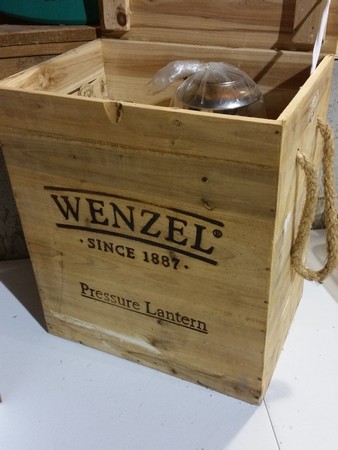 WENZEL®
· SINCE 1887 ·
Pressure Lantern